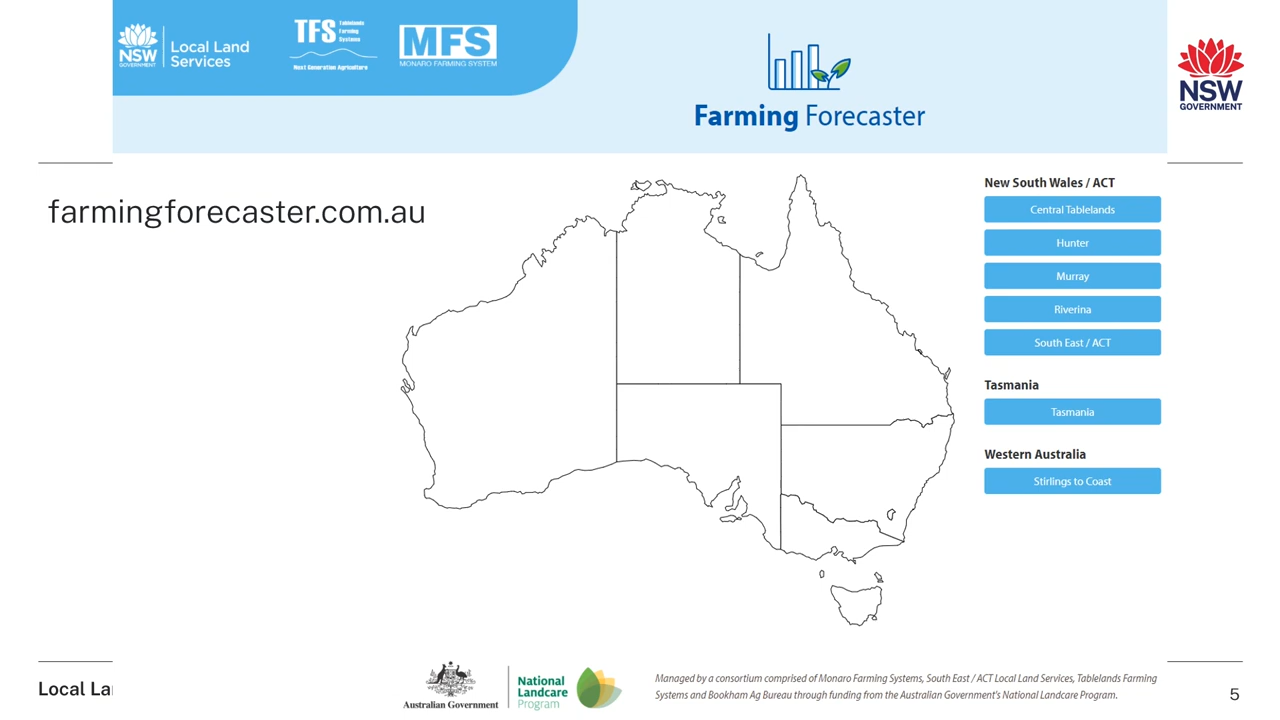 NSW
GOVERNMENT
Local Land
Services
TFS
Tablelands
Farming
Systems
Next Generation Agriculture
MFS
MONARO FARMING SYSTEM
Farming Forecaster
NSW
GOVERNMENT
farmingforecaster.com.au
New South Wales / ACT
Central Tablelands
Hunter
Murray
Riverina
South East / ACT
Tasmania
Tasmania
Western Australia
Stirlings to Coast
Local La
Australian Government
National
Landcare
Program
Managed by a consortium comprised of Monaro Farming Systems, South East / ACT Local Land Services, Tablelands Farming
Systems and Bookham Ag Bureau through funding from the Australian Government's National Landcare Program.
5